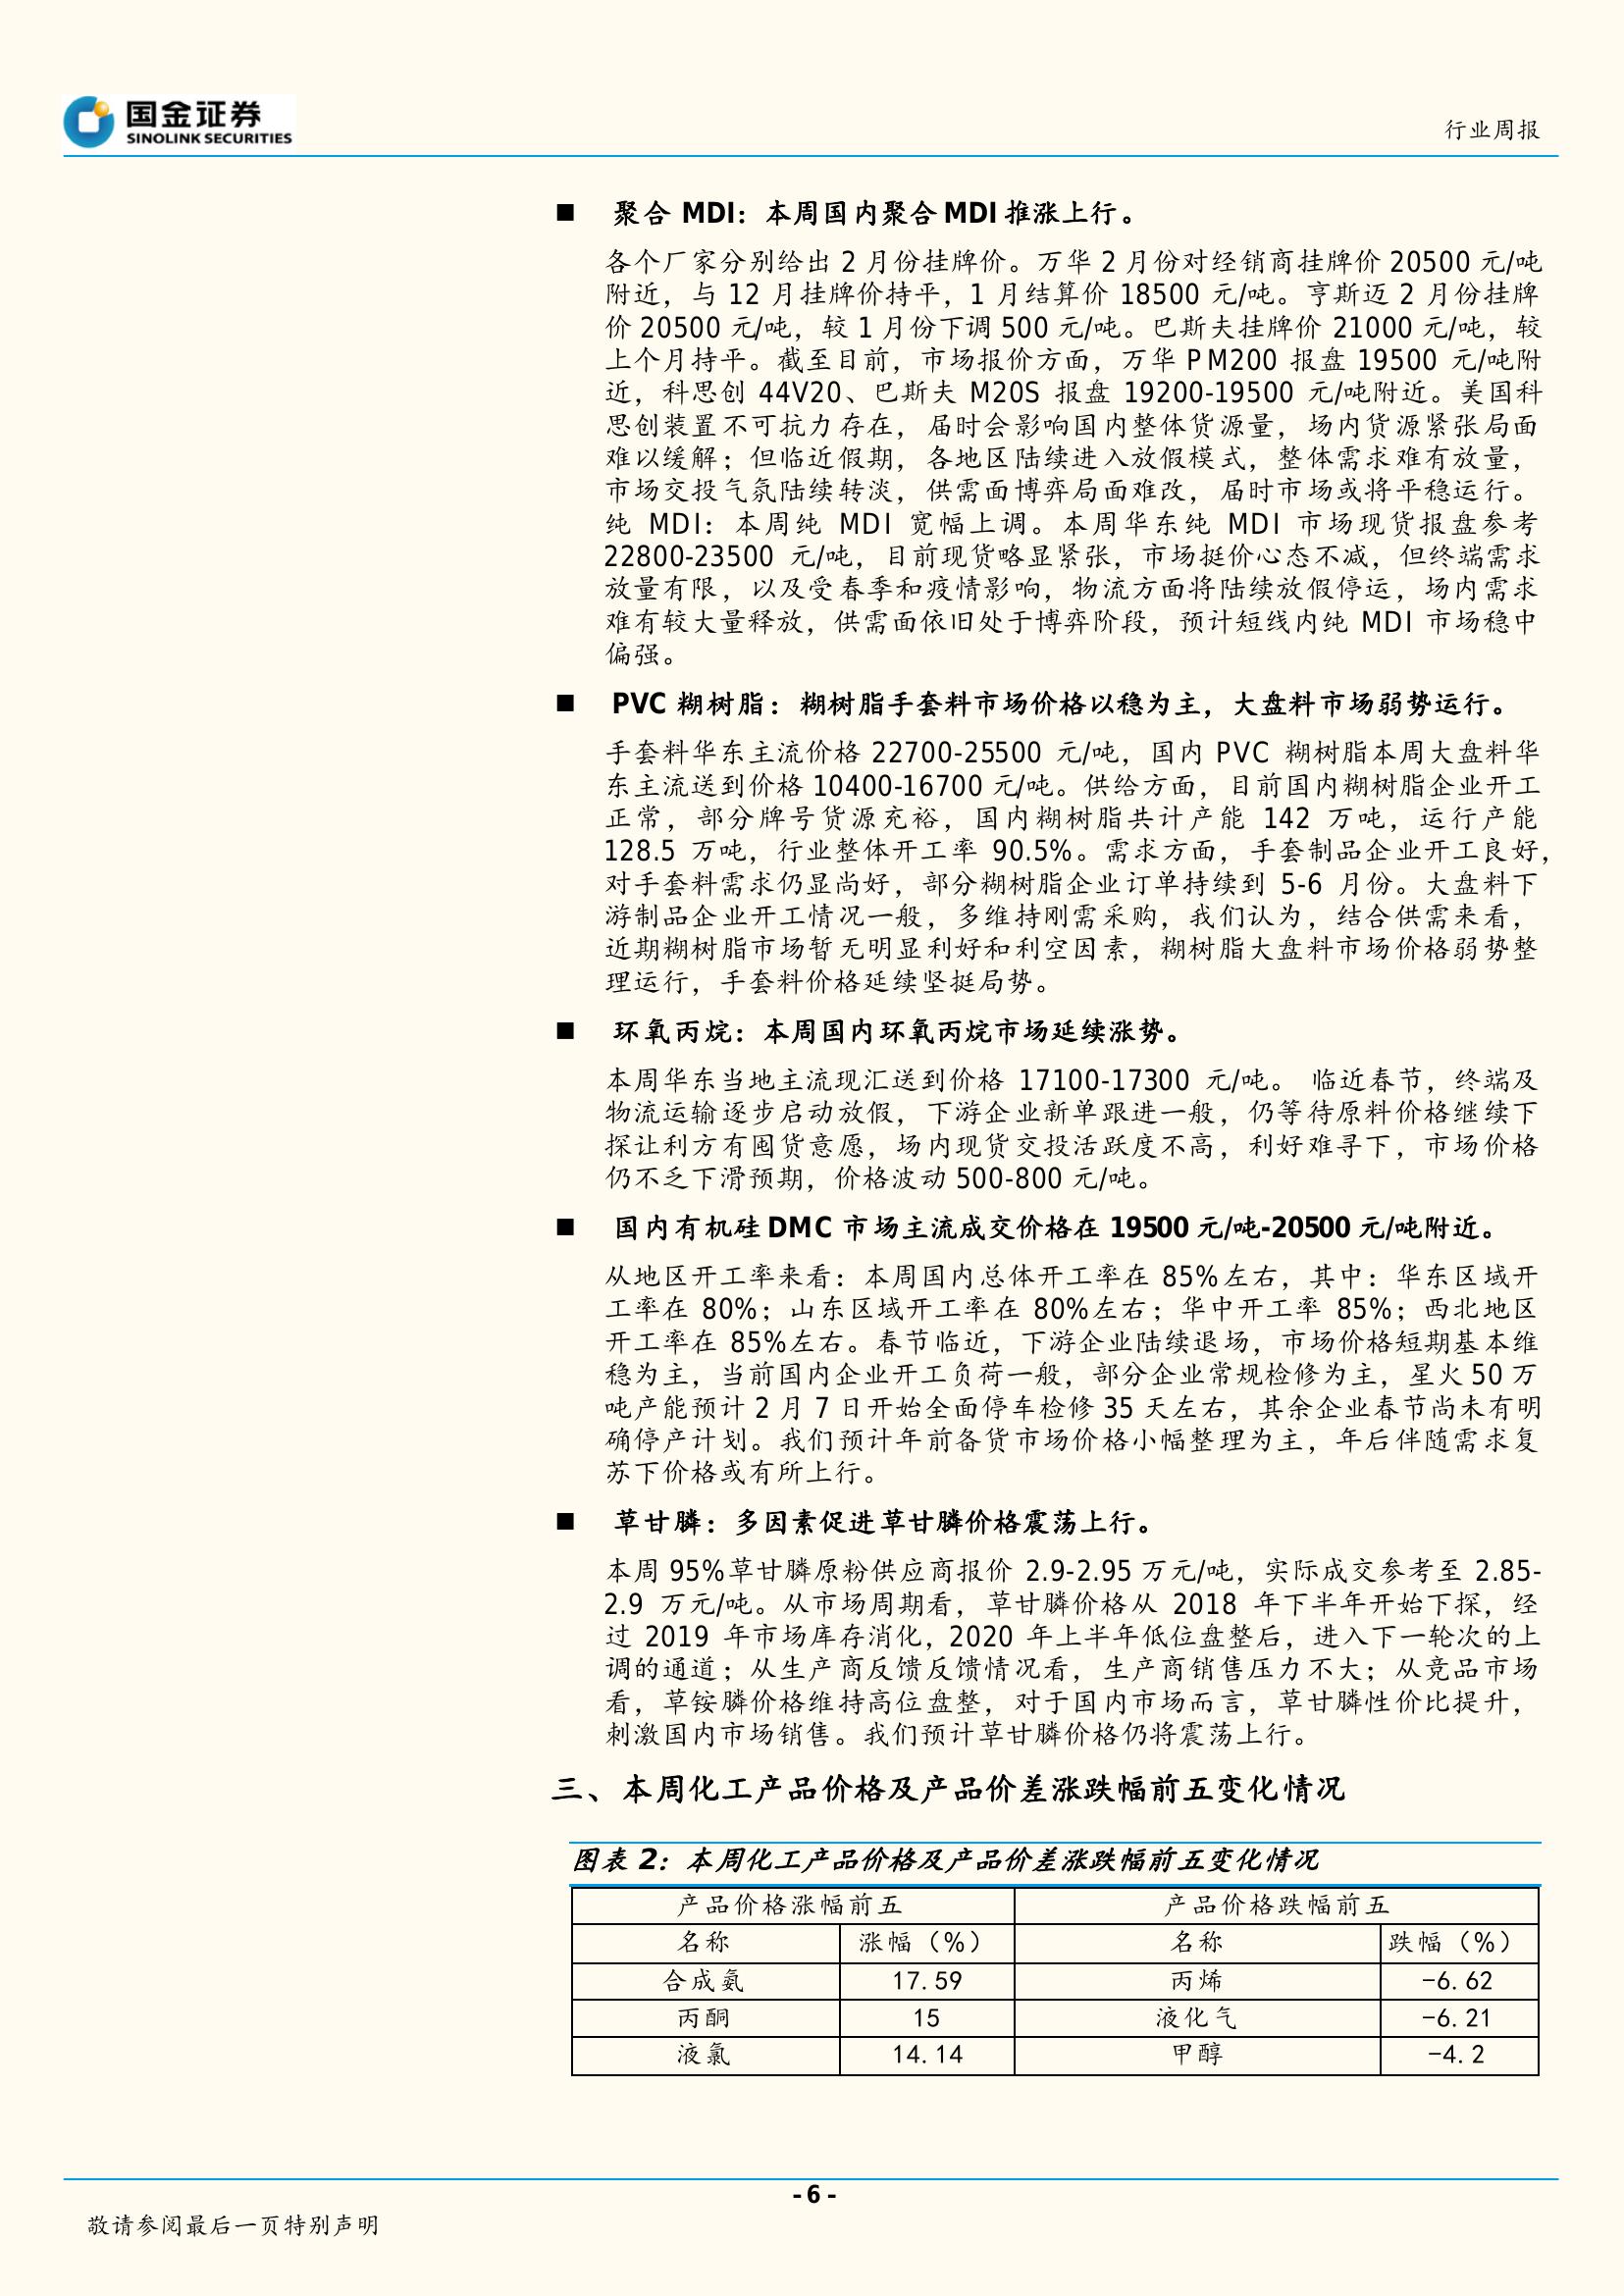 国金证券
SINOLINK SECURITIES
行业周报
■ 聚合 MDI：本周国内聚合 MDI 推涨上行。
各个厂家分别给出 2 月份挂牌价。万华 2 月份对经销商挂牌价 20500 元/吨
附近，与 12 月挂牌价持平，1 月结算价 18500 元/吨。亨斯迈 2 月份挂牌
价 20500 元/吨，较 1 月份下调 500 元/吨。巴斯夫挂牌价 21000 元/吨，较
上个月持平。截至目前，市场报价方面，万华 PM200 报盘 19500 元/吨附
近，科思创 44V20、巴斯夫 M20S 报盘 19200-19500 元/吨附近。美国科
思创装置不可抗力存在，届时会影响国内整体货源量，场内货源紧张局面
难以缓解；但临近假期，各地区陆续进入放假模式，整体需求难有放量，
市场交投气氛陆续转淡，供需面博弈局面难改，届时市场或将平稳运行。
纯 MDI：本周纯 MDI 宽幅上调。本周华东纯 MDI 市场现货报盘参考
22800-23500 元/吨，目前现货略显紧张，市场挺价心态不减，但终端需求
放量有限，以及受春季和疫情影响，物流方面将陆续放假停运，场内需求
难有较大量释放，供需面依旧处于博弈阶段，预计短线内纯 MDI 市场稳中
偏强。
■ PVC 糊树脂：糊树脂手套料市场价格以稳为主，大盘料市场弱势运行。
手套料华东主流价格 22700-25500 元/吨，国内 PVC 糊树脂本周大盘料华
东主流送到价格 10400-16700 元/吨。供给方面，目前国内糊树脂企业开工
正常，部分牌号货源充裕，国内糊树脂共计产能 142 万吨，运行产能
128.5 万吨，行业整体开工率 90.5%。需求方面，手套制品企业开工良好，
对手套料需求仍显尚好，部分糊树脂企业订单持续到 5-6 月份。大盘料下
游制品企业开工情况一般，多维持刚需采购，我们认为，结合供需来看，
近期糊树脂市场暂无明显利好和利空因素，糊树脂大盘料市场价格弱势整
理运行，手套料价格延续坚挺局势。
■ 环氧丙烷：本周国内环氧丙烷市场延续涨势。
本周华东当地主流现汇送到价格 17100-17300 元/吨。 临近春节，终端及
物流运输逐步启动放假，下游企业新单跟进一般，仍等待原料价格继续下
探让利方有囤货意愿，场内现货交投活跃度不高，利好难寻下，市场价格
仍不乏下滑预期，价格波动 500-800 元/吨。
■ 国内有机硅 DMC 市场主流成交价格在 19500 元/吨-20500 元/吨附近。
从地区开工率来看：本周国内总体开工率在 85%左右，其中：华东区域开
工率在 80%；山东区域开工率在 80%左右；华中开工率 85%；西北地区
开工率在 85%左右。春节临近，下游企业陆续退场，市场价格短期基本维
稳为主，当前国内企业开工负荷一般，部分企业常规检修为主，星火 50 万
吨产能预计 2 月 7 日开始全面停车检修 35 天左右，其余企业春节尚未有明
确停产计划。我们预计年前备货市场价格小幅整理为主，年后伴随需求复
苏下价格或有所上行。
■ 草甘膦：多因素促进草甘膦价格震荡上行。
本周 95%草甘膦原粉供应商报价 2.9-2.95 万元/吨，实际成交参考至 2.85-
2.9 万元/吨。从市场周期看，草甘膦价格从 2018 年下半年开始下探，经
过 2019 年市场库存消化，2020 年上半年低位盘整后，进入下一轮次的上
调的通道；从生产商反馈反馈情况看，生产商销售压力不大；从竞品市场
看，草铵膦价格维持高位盘整，对于国内市场而言，草甘膦性价比提升，
刺激国内市场销售。我们预计草甘膦价格仍将震荡上行。
三、本周化工产品价格及产品价差涨跌幅前五变化情况
图表 2：本周化工产品价格及产品价差涨跌幅前五变化情况
产品价格涨幅前五 产品价格跌幅前五
名称 涨幅（%） 名称 跌幅（%）
合成氨 17.59 丙烯 -6.62
丙酮 15 液化气 -6.21
液氯 14.14 甲醇 -4.2
- 6 -
敬请参阅最后一页特别声明